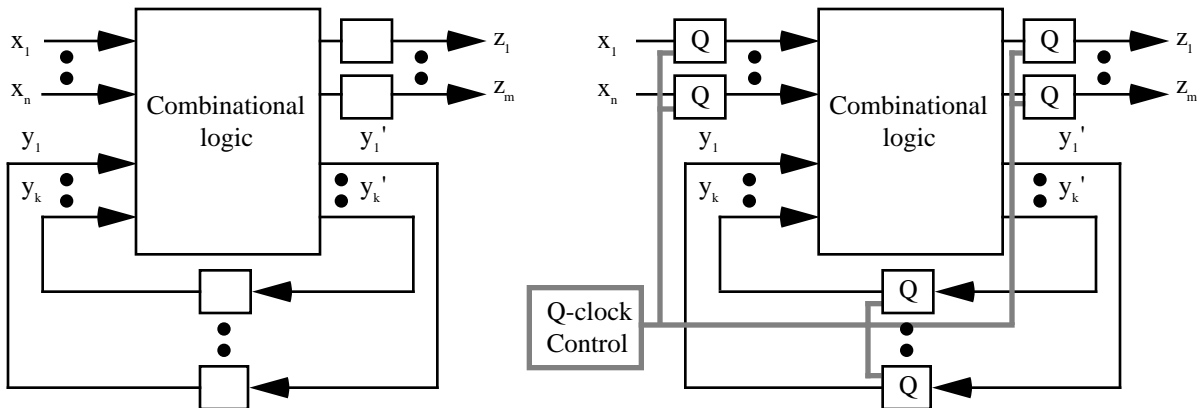 x₁
xₙ
Combinational
logic
z₁
zₘ
y₁
yₖ
y₁'
yₖ'
x₁
xₙ
Q
Q
Combinational
logic
Q
Q
z₁
zₘ
y₁
yₖ
y₁'
yₖ'
Q-clock
Control
Q
Q